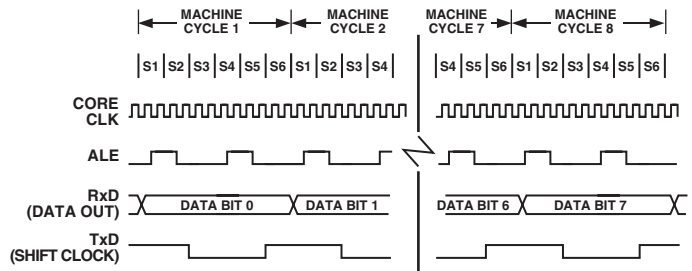 MACHINE CYCLE 1
MACHINE CYCLE 2
MACHINE CYCLE 7
MACHINE CYCLE 8
S1 S2 S3 S4 S5 S6 S1 S2 S3 S4
S4 S5 S6 S1 S2 S3 S4 S5 S6
CORE CLK
ALE
RxD (DATA OUT)
DATA BIT 0
DATA BIT 1
DATA BIT 6
DATA BIT 7
TxD (SHIFT CLOCK)